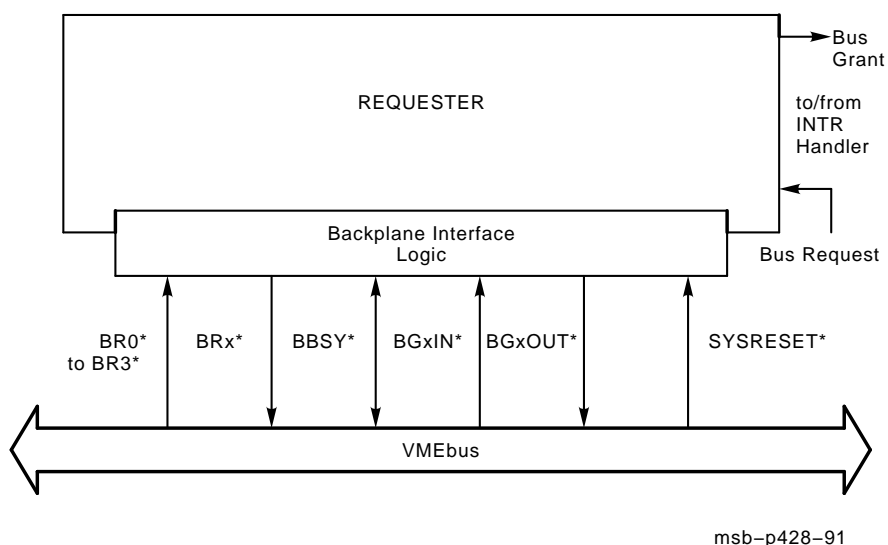 Bus
Grant
REQUESTER
to/from
INTR
Handler
Backplane Interface
Logic
Bus Request
BR0*
to BR3*
BRx*
BBSY*
BGxIN*
BGxOUT*
SYSRESET*
VMEbus
msb–p428–91